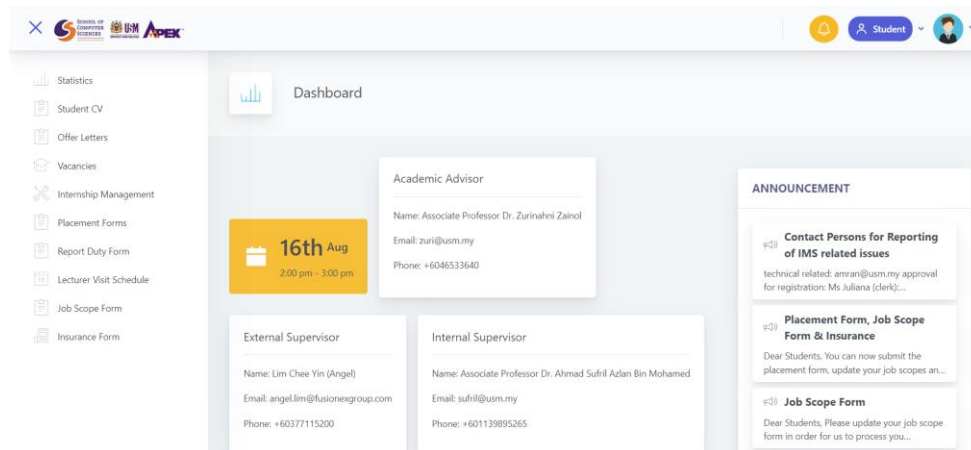 SCHOOL OF
COMPUTER
SCIENCES
USM
APEX
Student
Statistics
Student CV
Offer Letters
Vacancies
Internship Management
Placement Forms
Report Duty Form
Lecturer Visit Schedule
Job Scope Form
Insurance Form
Dashboard
16th Aug
2:00 pm - 3:00 pm
Academic Advisor
Name: Associate Professor Dr. Zurinahni Zainol
Email: zuri@usm.my
Phone: +6046533640
External Supervisor
Name: Lim Chee Yin (Angel)
Email: angel.lim@fusionexgroup.com
Phone: +60377115200
Internal Supervisor
Name: Associate Professor Dr. Ahmad Sufril Azlan Bin Mohamed
Email: sufril@usm.my
Phone: +601139895265
ANNOUNCEMENT
Contact Persons for Reporting
of IMS related issues
technical related: amran@usm.my approval
for registration: Ms Juliana (clerk):...
Placement Form, Job Scope
Form & Insurance
Dear Students, You can now submit the
placement form, update your job scopes an...
Job Scope Form
Dear Students, Please update your job scope
form in order for us to process you...